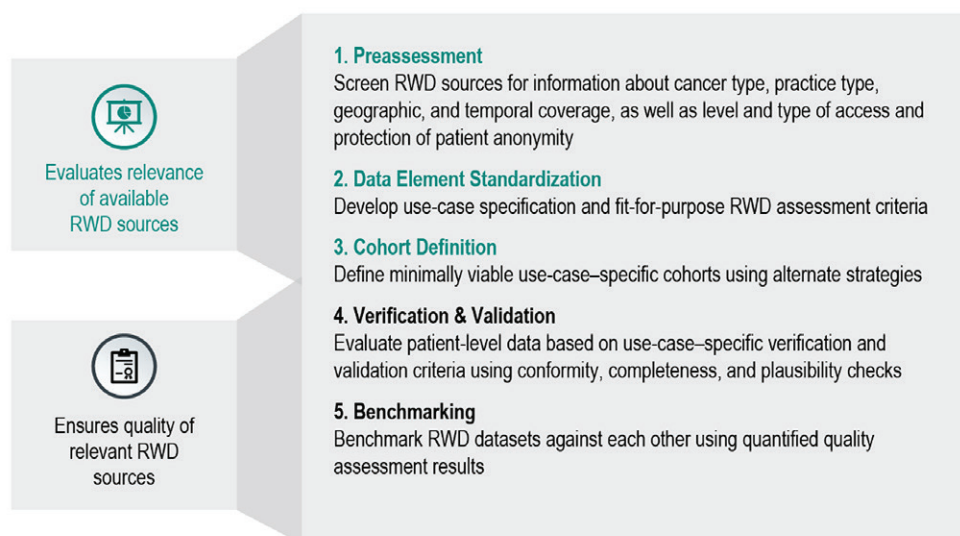 Evaluates relevance
of available
RWD sources
Ensures quality of
relevant RWD
sources
1. Preassessment
Screen RWD sources for information about cancer type, practice type,
geographic, and temporal coverage, as well as level and type of access and
protection of patient anonymity
2. Data Element Standardization
Develop use-case specification and fit-for-purpose RWD assessment criteria
3. Cohort Definition
Define minimally viable use-case–specific cohorts using alternate strategies
4. Verification & Validation
Evaluate patient-level data based on use-case–specific verification and
validation criteria using conformity, completeness, and plausibility checks
5. Benchmarking
Benchmark RWD datasets against each other using quantified quality
assessment results